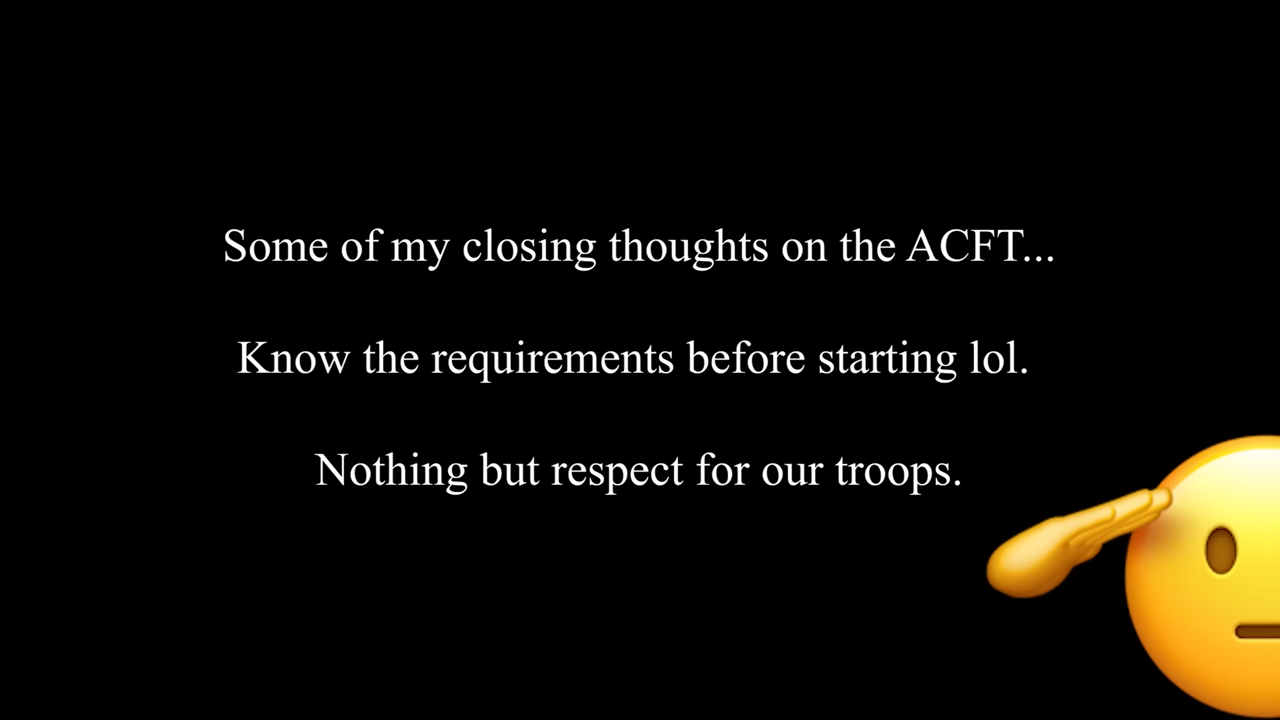 Some of my closing thoughts on the ACFT...
Know the requirements before starting lol.
Nothing but respect for our troops.